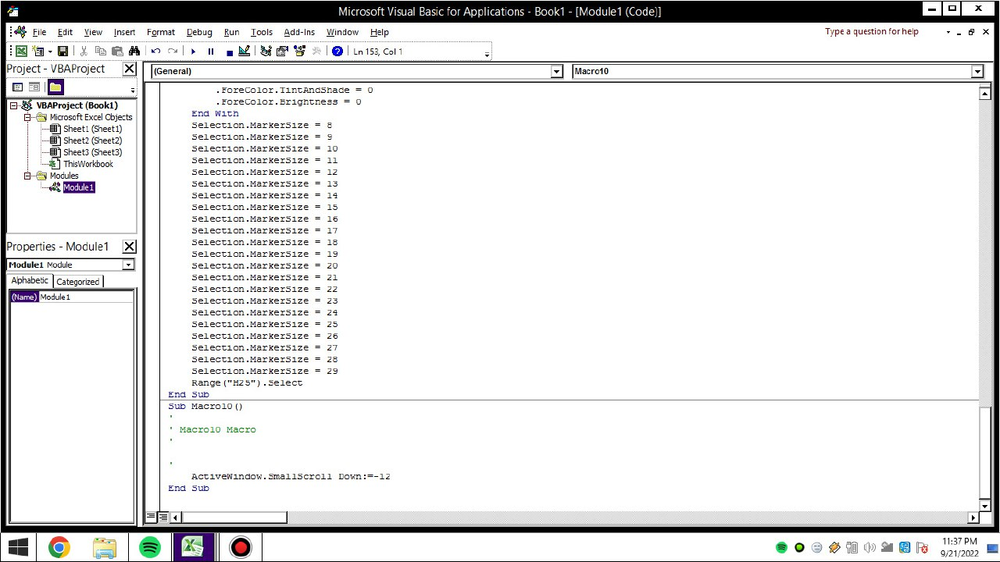 Microsoft Visual Basic for Applications - Book1 - [Module1 (Code)]
File Edit View Insert Format Debug Run Tools Add-Ins Window Help
Type a question for help
Ln 153, Col 1
Project - VBAProject
(General)
Macro10
VBAProject (Book1)
Microsoft Excel Objects
Sheet1 (Sheet1)
Sheet2 (Sheet2)
Sheet3 (Sheet3)
ThisWorkbook
Modules
Module1
Properties - Module1
Module1 Module
Alphabetic Categorized
(Name) Module1
.ForeColor.TintAndShade = 0
.ForeColor.Brightness = 0
End With
Selection.MarkerSize = 8
Selection.MarkerSize = 9
Selection.MarkerSize = 10
Selection.MarkerSize = 11
Selection.MarkerSize = 12
Selection.MarkerSize = 13
Selection.MarkerSize = 14
Selection.MarkerSize = 15
Selection.MarkerSize = 16
Selection.MarkerSize = 17
Selection.MarkerSize = 18
Selection.MarkerSize = 19
Selection.MarkerSize = 20
Selection.MarkerSize = 21
Selection.MarkerSize = 22
Selection.MarkerSize = 23
Selection.MarkerSize = 24
Selection.MarkerSize = 25
Selection.MarkerSize = 26
Selection.MarkerSize = 27
Selection.MarkerSize = 28
Selection.MarkerSize = 29
Range("H25").Select
End Sub
Sub Macro10()
'
' Macro10 Macro
'
'
ActiveWindow.SmallScroll Down:=-12
End Sub
11:37 PM
9/21/2022